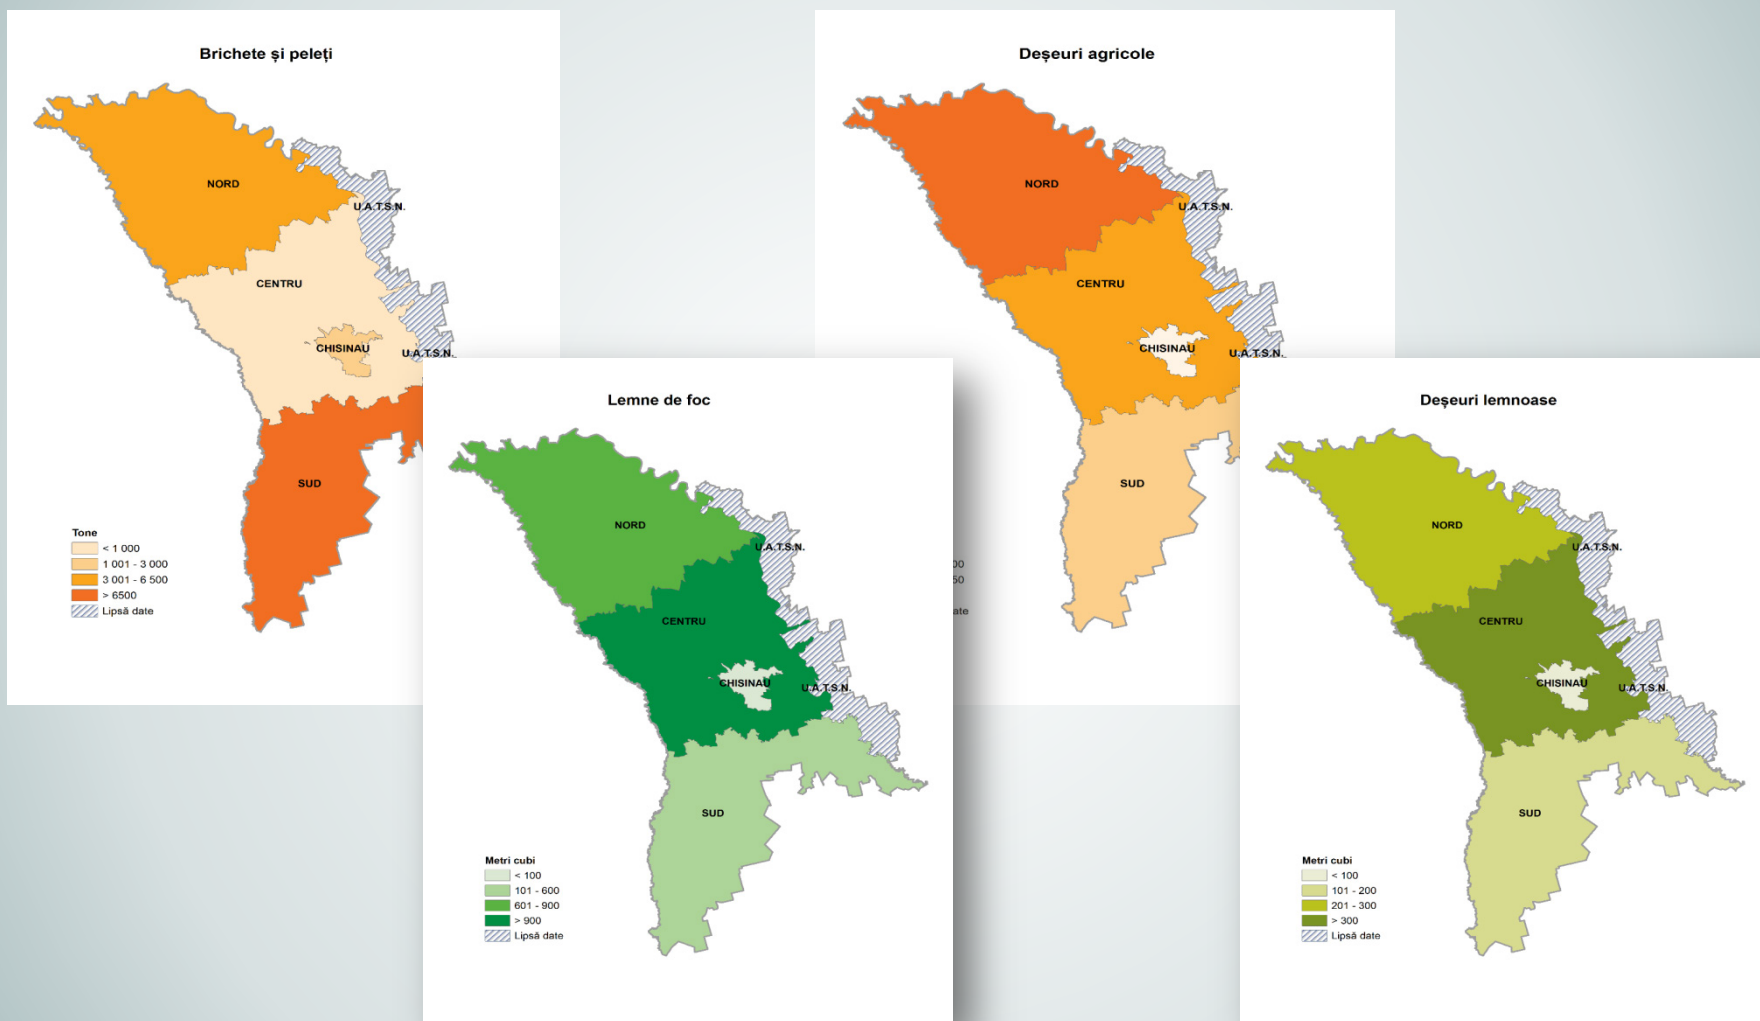 Brichete și peleți
NORD
U.A.T.S.N.
CENTRU
CHISINAU
U.A.T.S.N.
SUD
Tone
< 1 000
1 001 - 3 000
3 001 - 6 500
> 6500
Lipsă date
Deșeuri agricole
NORD
U.A.T.S.N.
CENTRU
CHISINAU
U.A.T.S.N.
SUD
00
50
ate
Lemne de foc
NORD
U.A.T.S.N.
CENTRU
CHISINAU
U.A.T.S.N.
SUD
Metri cubi
< 100
101 - 600
601 - 900
> 900
Lipsă date
Deșeuri lemnoase
NORD
U.A.T.S.N.
CENTRU
CHISINAU
U.A.T.S.N.
SUD
Metri cubi
< 100
101 - 200
201 - 300
> 300
Lipsă date